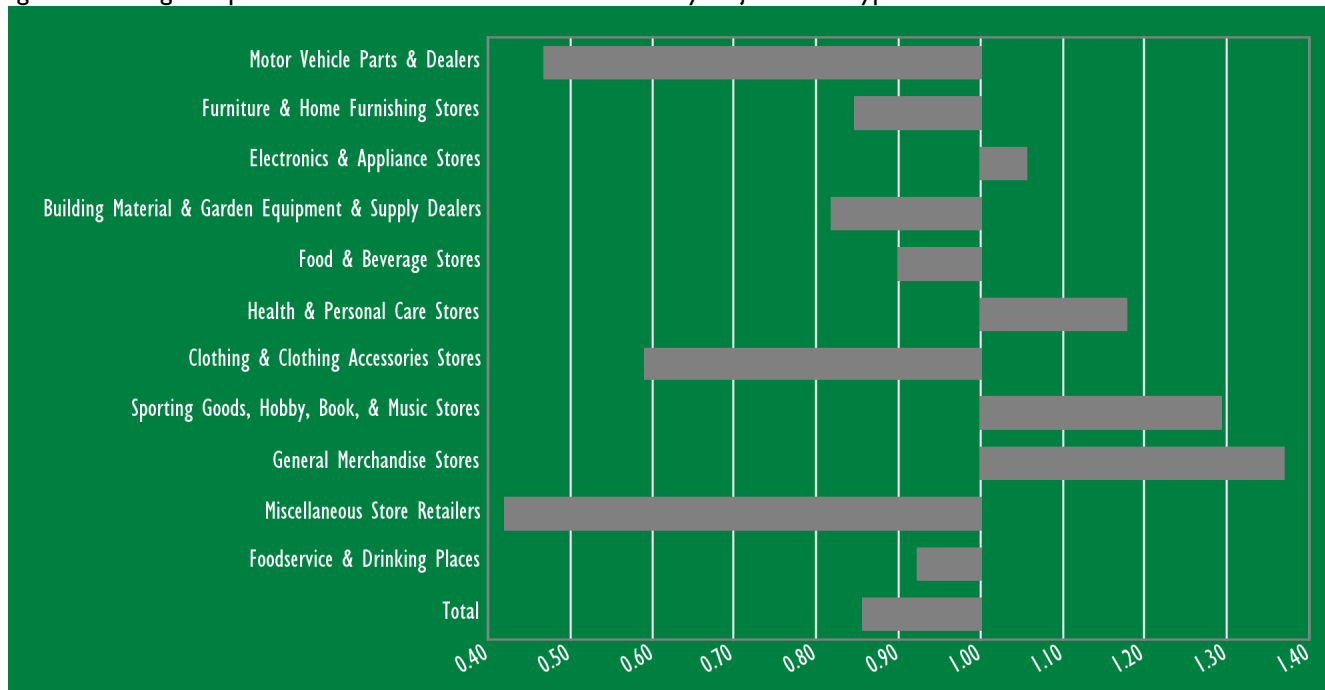 Motor Vehicle Parts & Dealers
Furniture & Home Furnishing Stores
Electronics & Appliance Stores
Building Material & Garden Equipment & Supply Dealers
Food & Beverage Stores
Health & Personal Care Stores
Clothing & Clothing Accessories Stores
Sporting Goods, Hobby, Book, & Music Stores
General Merchandise Stores
Miscellaneous Store Retailers
Foodservice & Drinking Places
Total
0.40 0.50 0.60 0.70 0.80 0.90 1.00 1.10 1.20 1.30 1.40